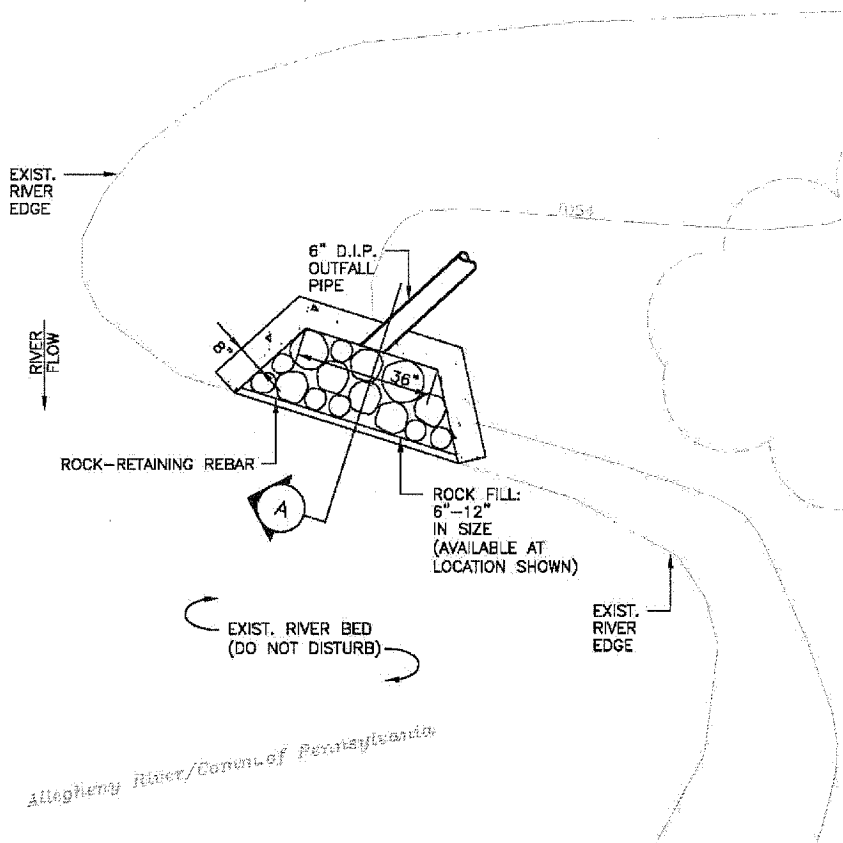 EXIST.
RIVER
EDGE
6" D.I.P.
OUTFALL
PIPE
RIVER
FLOW
8"
36"
ROCK-RETAINING REBAR
A
ROCK FILL:
6"-12"
IN SIZE
(AVAILABLE AT
LOCATION SHOWN)
EXIST. RIVER BED
(DO NOT DISTURB)
EXIST.
RIVER
EDGE
Allegheny River/Comm. of Pennsylvania